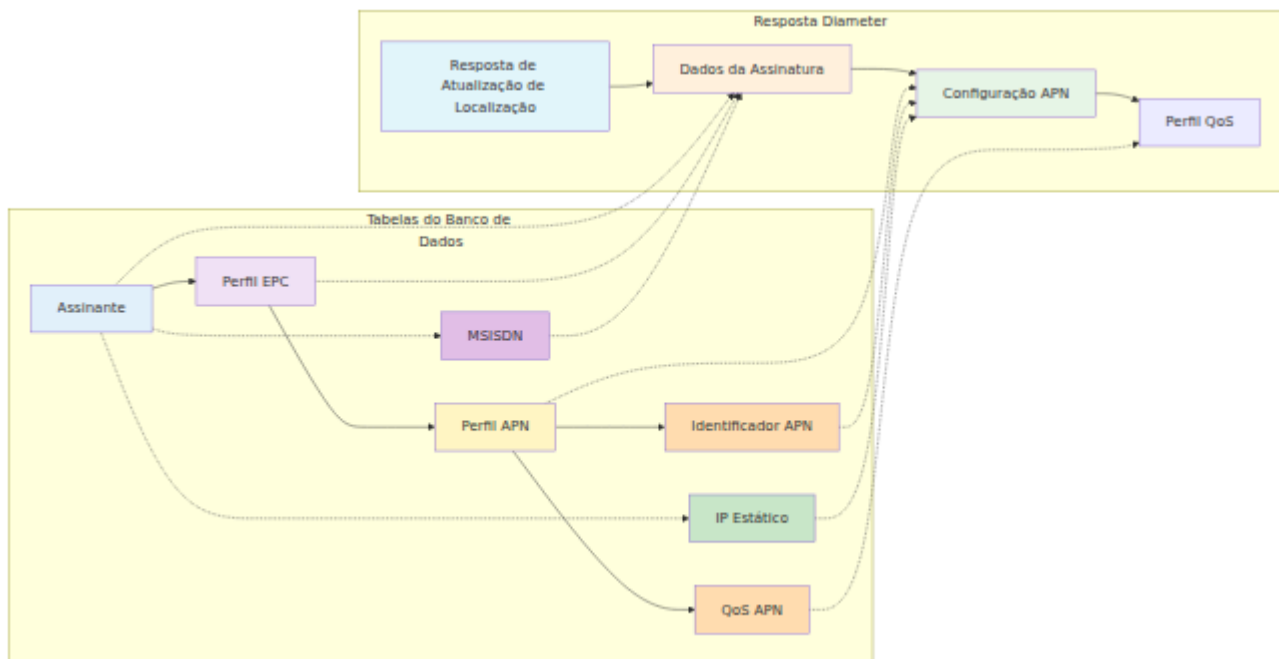 Resposta Diameter
Resposta de
Atualização de
Localização
Dados da Assinatura
Configuração APN
Perfil QoS
Tabelas do Banco de
Dados
Perfil EPC
Assinante
MSISDN
Perfil APN
Identificador APN
IP Estático
QoS APN